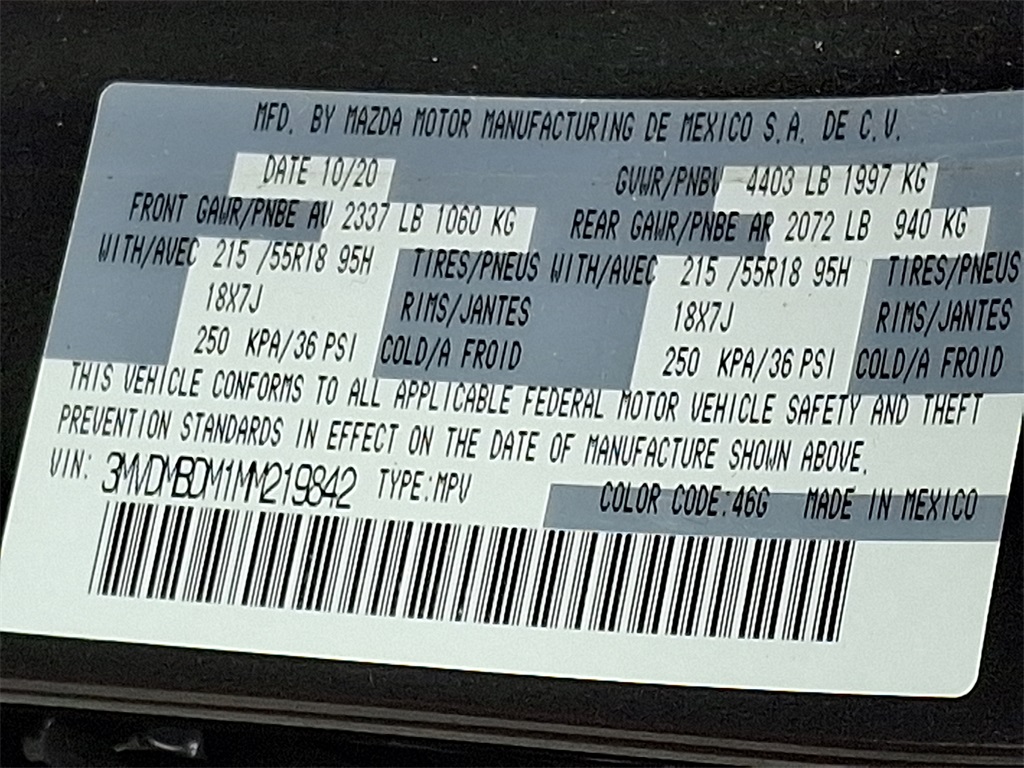 MFD. BY MAZDA MOTOR MANUFACTURING DE MEXICO S.A. DE C.V.
DATE 10/20 GVWR/PNBV 4403 LB 1997 KG
FRONT GAWR/PNBE AV 2337 LB 1060 KG REAR GAWR/PNBE AR 2072 LB 940 KG
WITH/AVEC 215 /55R18 95H TIRES/PNEUS WITH/AVEC 215 /55R18 95H TIRES/PNEUS
18X7J RIMS/JANTES 18X7J RIMS/JANTES
250 KPA/36 PSI COLD/A FROID 250 KPA/36 PSI COLD/A FROID
THIS VEHICLE CONFORMS TO ALL APPLICABLE FEDERAL MOTOR VEHICLE SAFETY AND THEFT
PREVENTION STANDARDS IN EFFECT ON THE DATE OF MANUFACTURE SHOWN ABOVE.
VIN: 3MVDMBDM1MM219842 TYPE:MPV COLOR CODE:46G MADE IN MEXICO